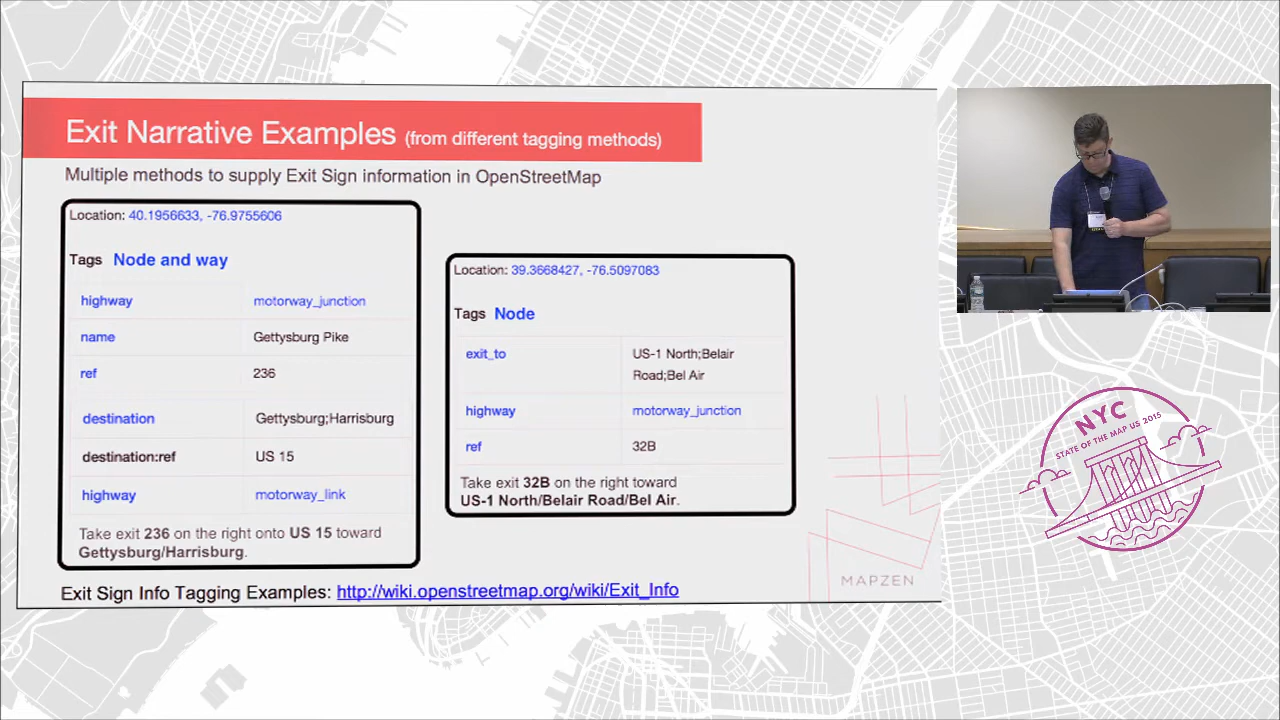 Exit Narrative Examples (from different tagging methods)
Multiple methods to supply Exit Sign information in OpenStreetMap
Location: 40.1956633, -76.9755606
Tags Node and way
highway motorway_junction
name Gettysburg Pike
ref 236
destination Gettysburg;Harrisburg
destination:ref US 15
highway motorway_link
Take exit 236 on the right onto US 15 toward
Gettysburg/Harrisburg.
Location: 39.3668427, -76.5097083
Tags Node
exit_to US-1 North;Belair
Road;Bel Air
highway motorway_junction
ref 32B
Take exit 32B on the right toward
US-1 North/Belair Road/Bel Air.
Exit Sign Info Tagging Examples: http://wiki.openstreetmap.org/wiki/Exit_Info
MAPZEN
NYC
STATE OF THE MAP US 2015